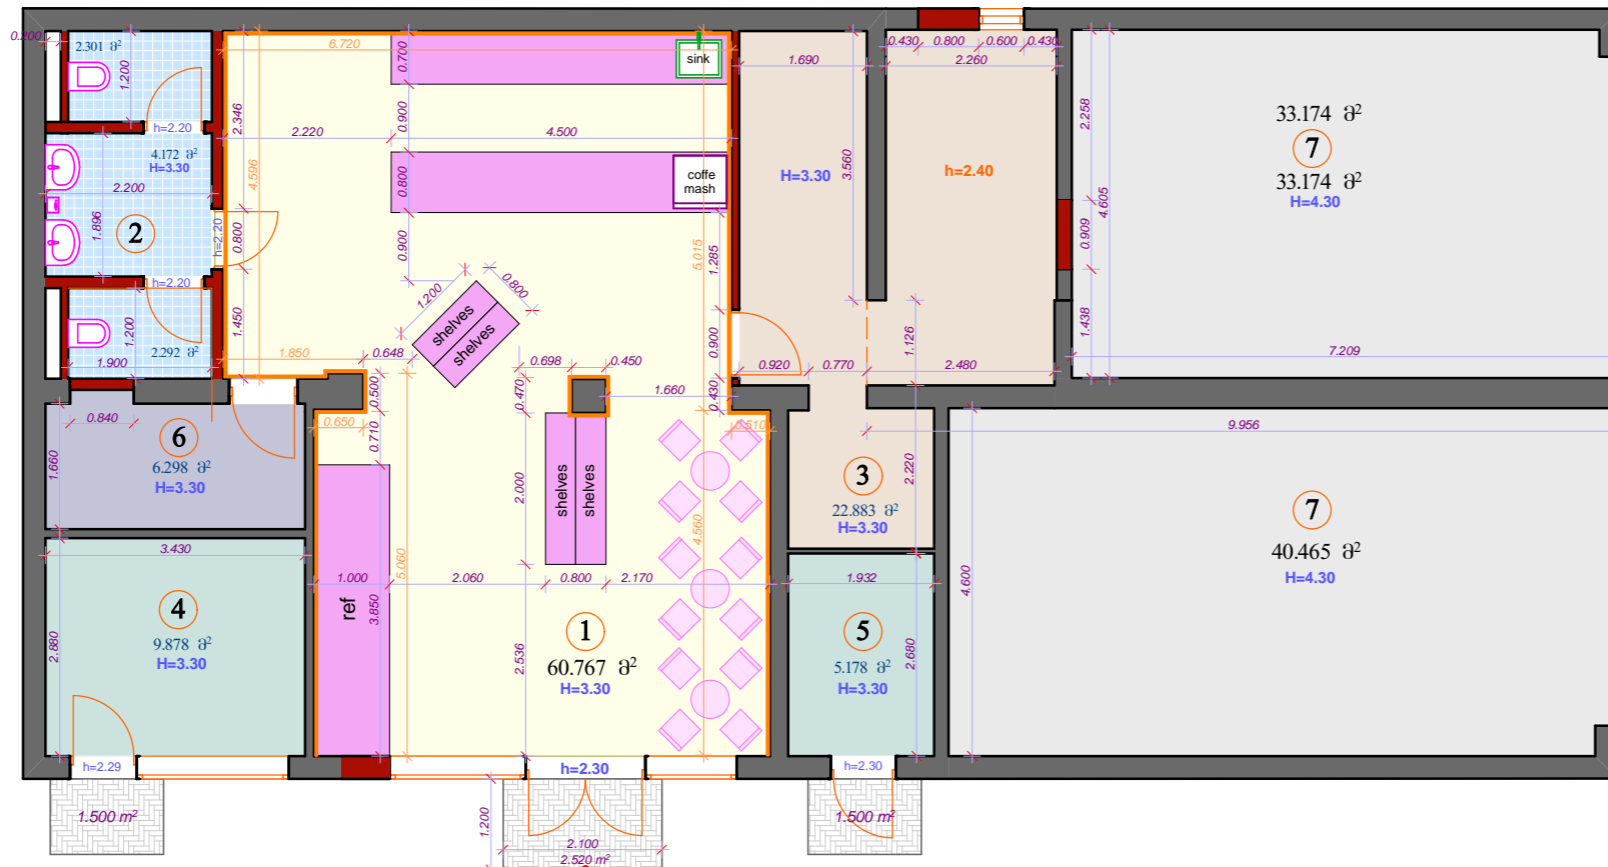 0.200
2.301 მ²
1.200
h=2.20
4.172 მ²
H=3.30
2.200
1.896
2
h=2.20
h=2.20
1.200
2.292 მ²
1.900
6.720
2.346
4.596
0.800
1.450
2.220
4.500
0.700
0.900
0.800
0.900
sink
coffe
mash
5.015
1.285
0.900
0.430
1.200
0.800
shelves
shelves
1.850
0.648
0.698
0.450
0.500
0.470
1.660
0.650
0.710
0.510
1.690
H=3.30
3.560
0.430
0.800
0.600
0.430
2.260
h=2.40
1.126
0.920
0.770
2.480
2.258
4.605
0.909
1.438
33.174 მ²
7
33.174 მ²
H=4.30
7.209
0.840
6
6.298 მ²
H=3.30
1.660
3.430
4
9.878 მ²
H=3.30
2.880
h=2.29
1.500 m²
ref
1.000
3.850
5.060
2.060
2.000
shelves
shelves
0.800
2.170
4.560
2.536
1
60.767 მ²
H=3.30
h=2.30
1.200
2.100
2.520 m²
9.956
2.220
3
22.883 მ²
H=3.30
1.932
5
5.178 მ²
H=3.30
2.680
h=2.30
1.500 m²
4.600
7
40.465 მ²
H=4.30